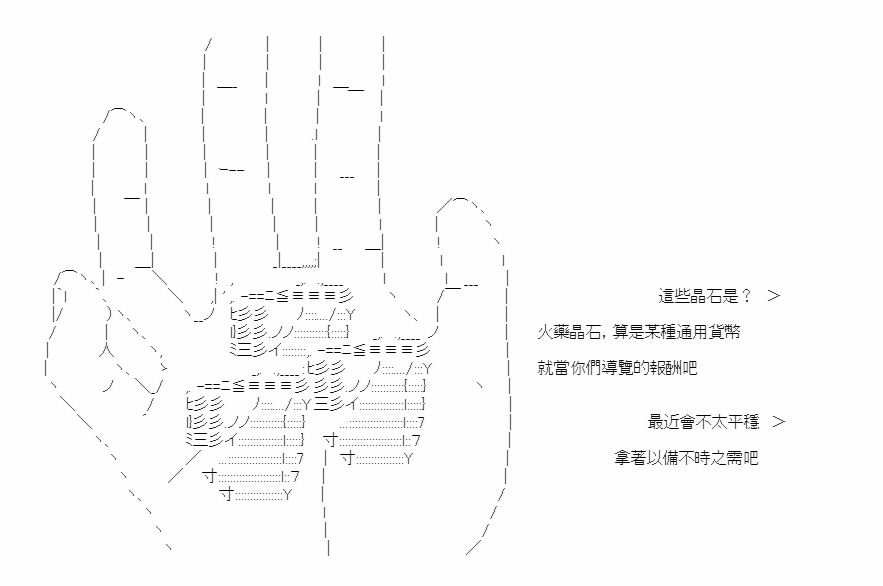 這些晶石是？ ＞
火藥晶石, 算是某種通用貨幣
就當你們導覽的報酬吧
最近會不太平穩 ＞
拿著以備不時之需吧